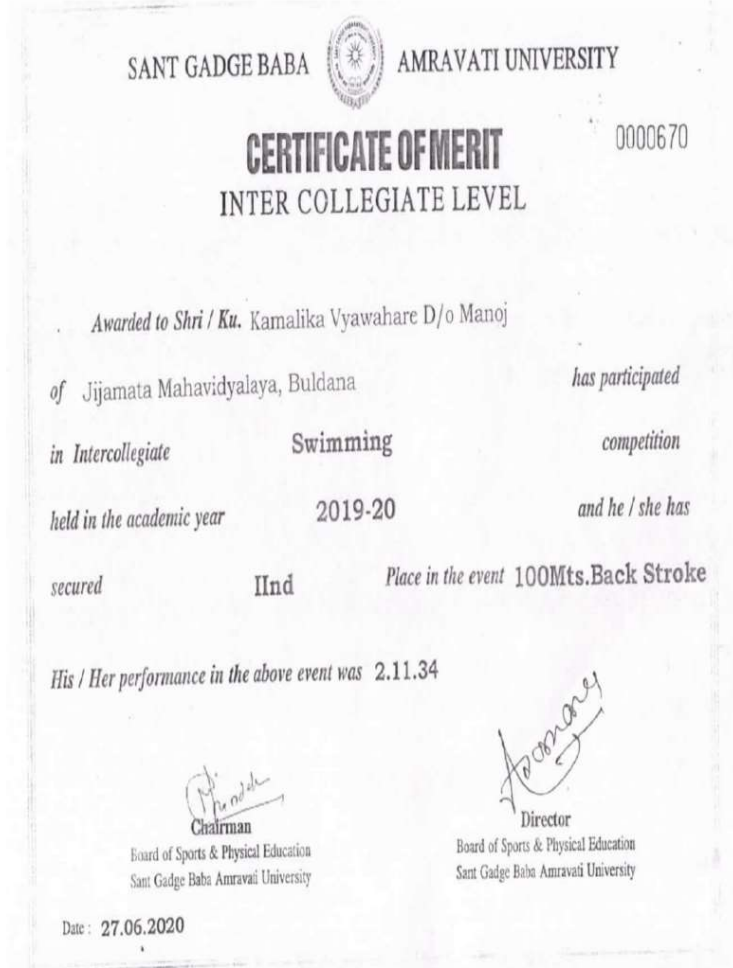 SANT GADGE BABA AMRAVATI UNIVERSITY
CERTIFICATE OF MERIT
0000670
INTER COLLEGIATE LEVEL
Awarded to Shri / Ku. Kamalika Vyawahare D/o Manoj
of Jijamata Mahavidyalaya, Buldana has participated
in Intercollegiate Swimming competition
held in the academic year 2019-20 and he / she has
secured IInd Place in the event 100Mts.Back Stroke
His / Her performance in the above event was 2.11.34
Chairman
Board of Sports & Physical Education
Sant Gadge Baba Amravati University
Director
Board of Sports & Physical Education
Sant Gadge Baba Amravati University
Date : 27.06.2020